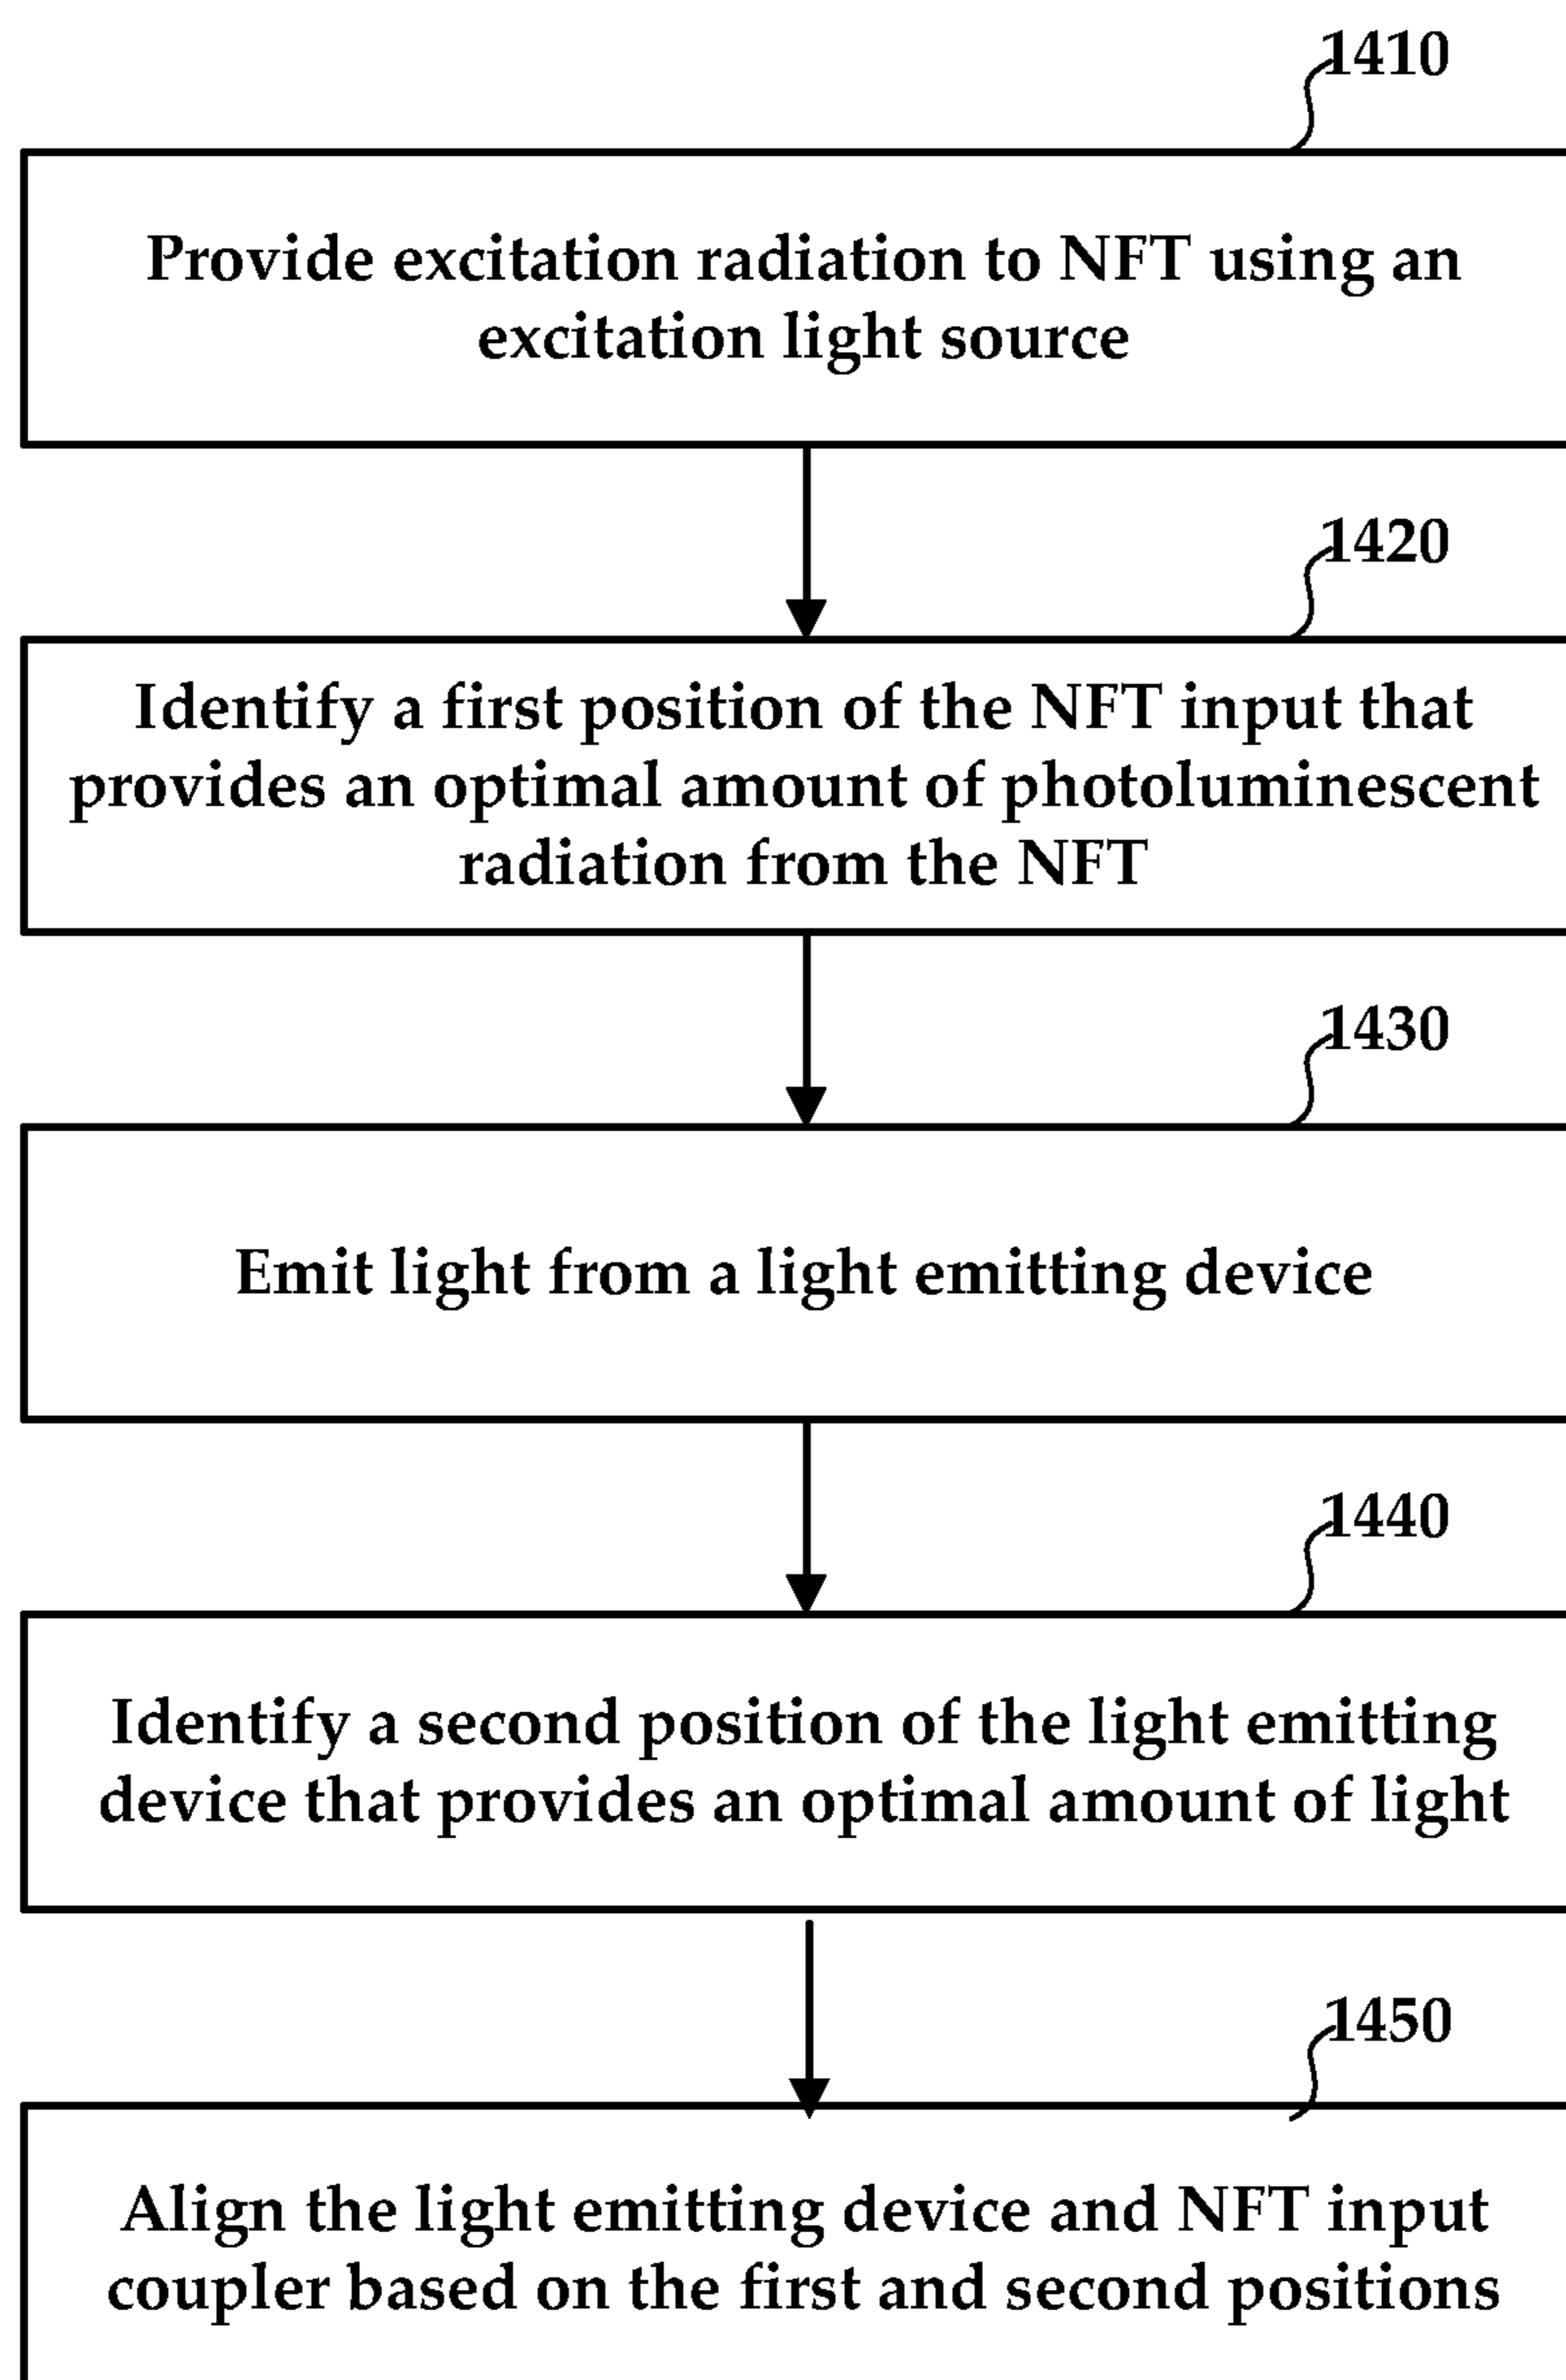 1410
Provide excitation radiation to NFT using an
excitation light source
1420
Identify a first position of the NFT input that
provides an optimal amount of photoluminescent
radiation from the NFT
1430
Emit light from a light emitting device
1440
Identify a second position of the light emitting
device that provides an optimal amount of light
1450
Align the light emitting device and NFT input
coupler based on the first and second positions